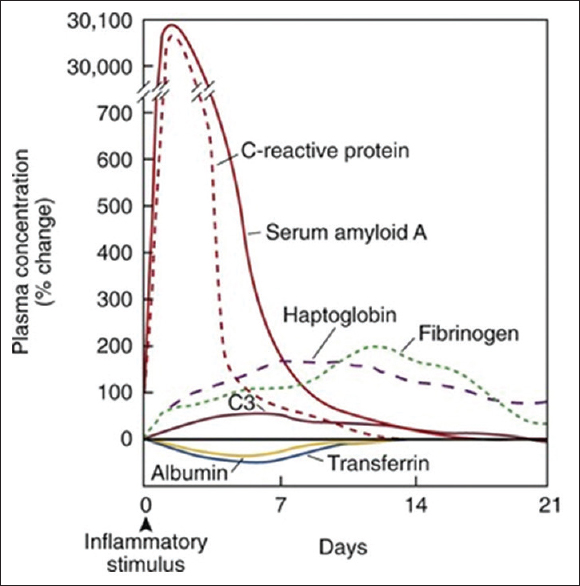 30,100
30,000
700
600
500
400
300
200
100
0
Plasma concentration
(% change)
C-reactive protein
Serum amyloid A
Haptoglobin
Fibrinogen
C3
Albumin
Transferrin
0
7
14
21
Inflammatory
stimulus
Days